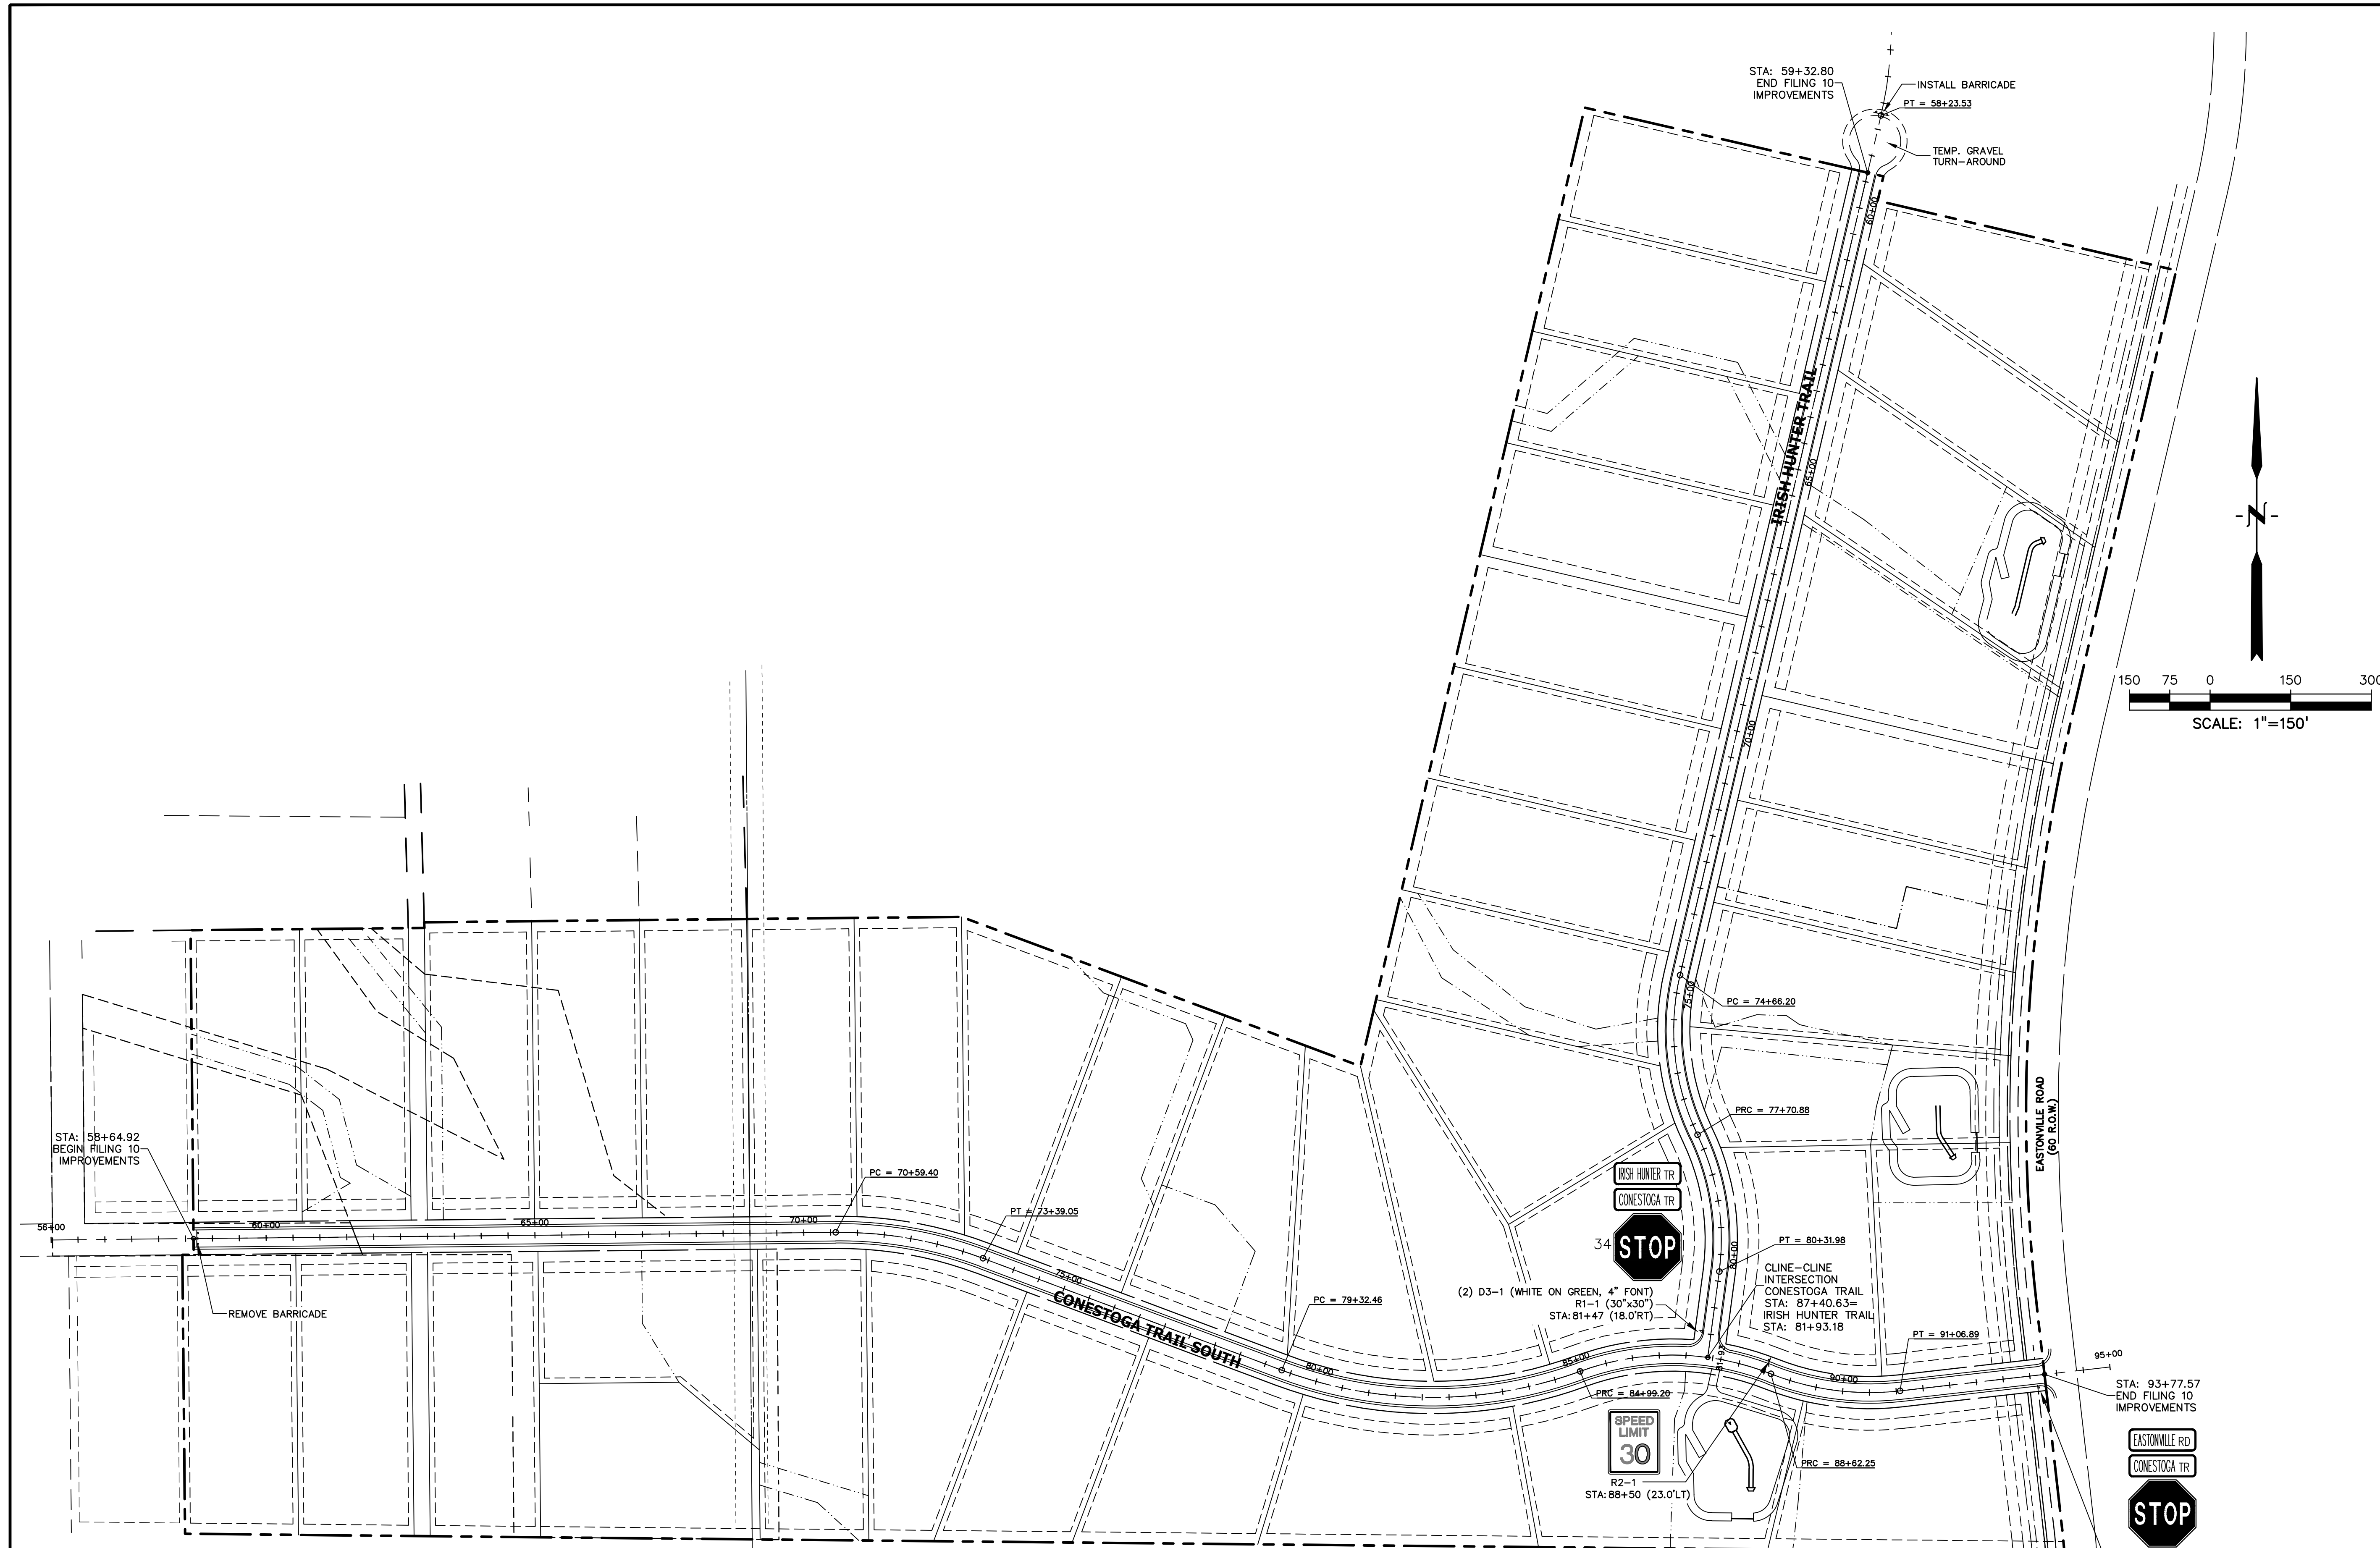 STA: 59+32.80
END FILING 10
IMPROVEMENTS
INSTALL BARRICADE
PT = 58+23.53
TEMP. GRAVEL
TURN-AROUND
60+00
IRISH HUNTER TRAIL
65+00
N
150 75 0 150 300
SCALE: 1"=150'
70+00
PC = 74+66.20
75+00
EASTONVILLE ROAD
(60 R.O.W.)
PRC = 77+70.88
STA: 58+64.92
BEGIN FILING 10
IMPROVEMENTS
PC = 70+59.40
PT = 73+39.05
56+00
60+00
65+00
70+00
75+00
REMOVE BARRICADE
CONESTOGA TRAIL SOUTH
PC = 79+32.46
80+00
IRISH HUNTER TR
CONESTOGA TR
34
STOP
(2) D3-1 (WHITE ON GREEN, 4" FONT)
R1-1 (30"x30")
STA:81+47 (18.0'RT)
PT = 80+31.98
80+00
CLINE-CLINE
INTERSECTION
CONESTOGA TRAIL
STA: 87+40.63=
IRISH HUNTER TRAIL
STA: 81+93.18
81+93
85+00
PRC = 84+99.20
PT = 91+06.89
90+00
95+00
STA: 93+77.57
END FILING 10
IMPROVEMENTS
SPEED
LIMIT
30
R2-1
STA:88+50 (23.0'LT)
PRC = 88+62.25
EASTONVILLE RD
CONESTOGA TR
STOP